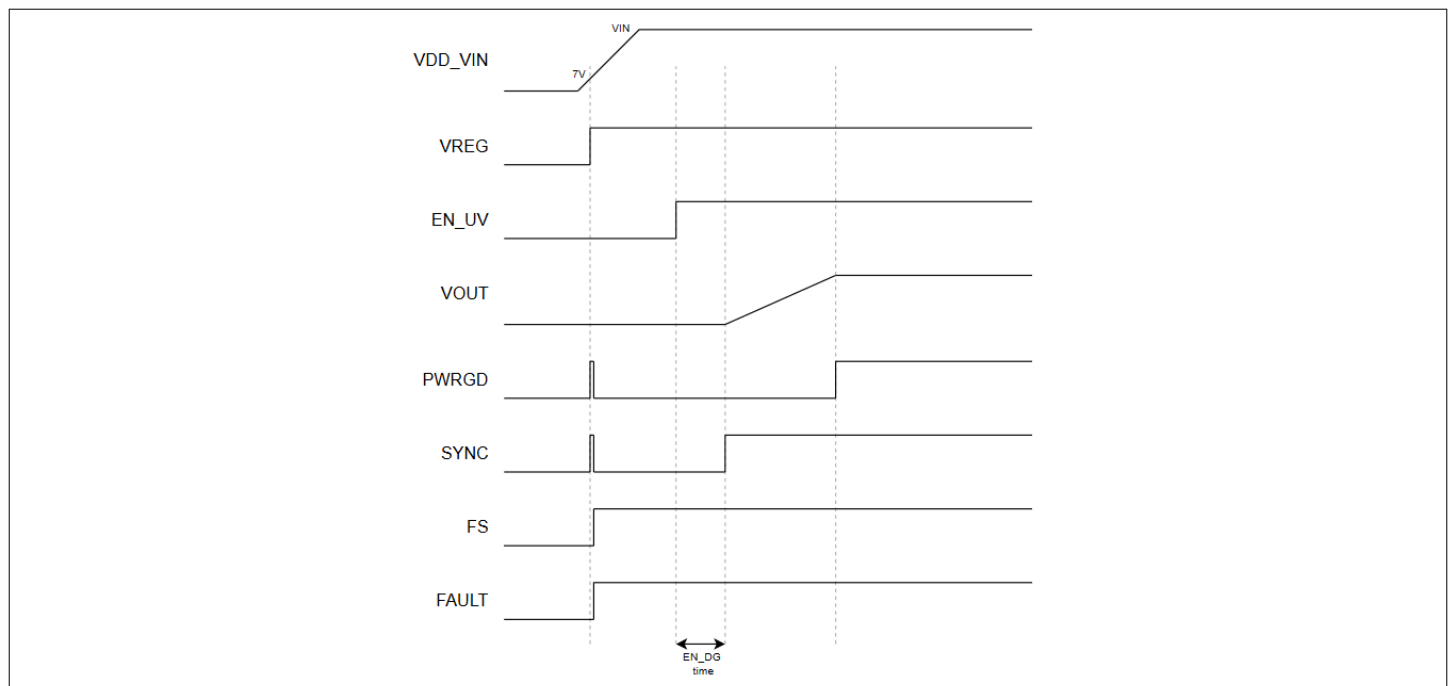 VIN
VDD_VIN
7V
VREG
EN_UV
VOUT
PWRGD
SYNC
FS
FAULT
EN_DG
time